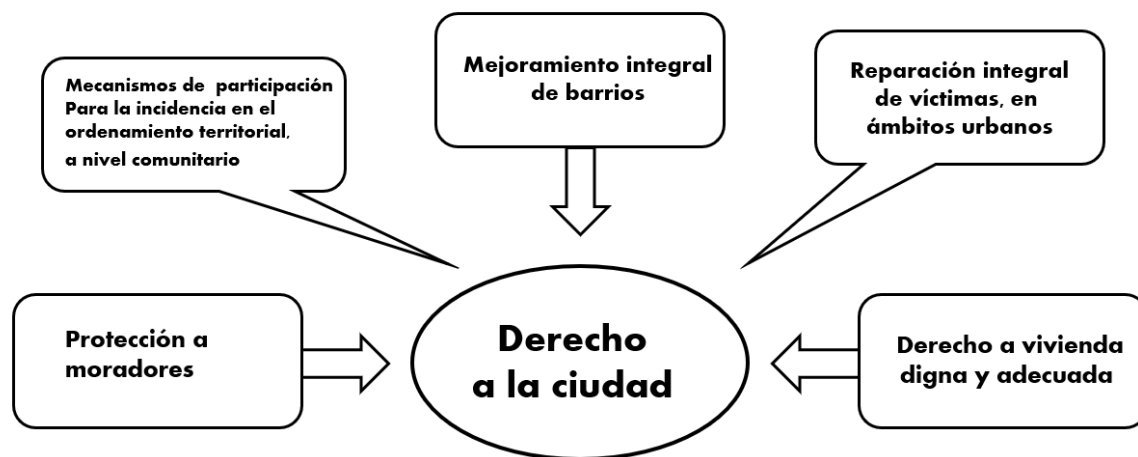 Mecanismos de participación
Para la incidencia en el
ordenamiento territorial,
a nivel comunitario
Mejoramiento integral
de barrios
Reparación integral
de víctimas, en
ámbitos urbanos
Protección a
moradores
Derecho
a la ciudad
Derecho a vivienda
digna y adecuada